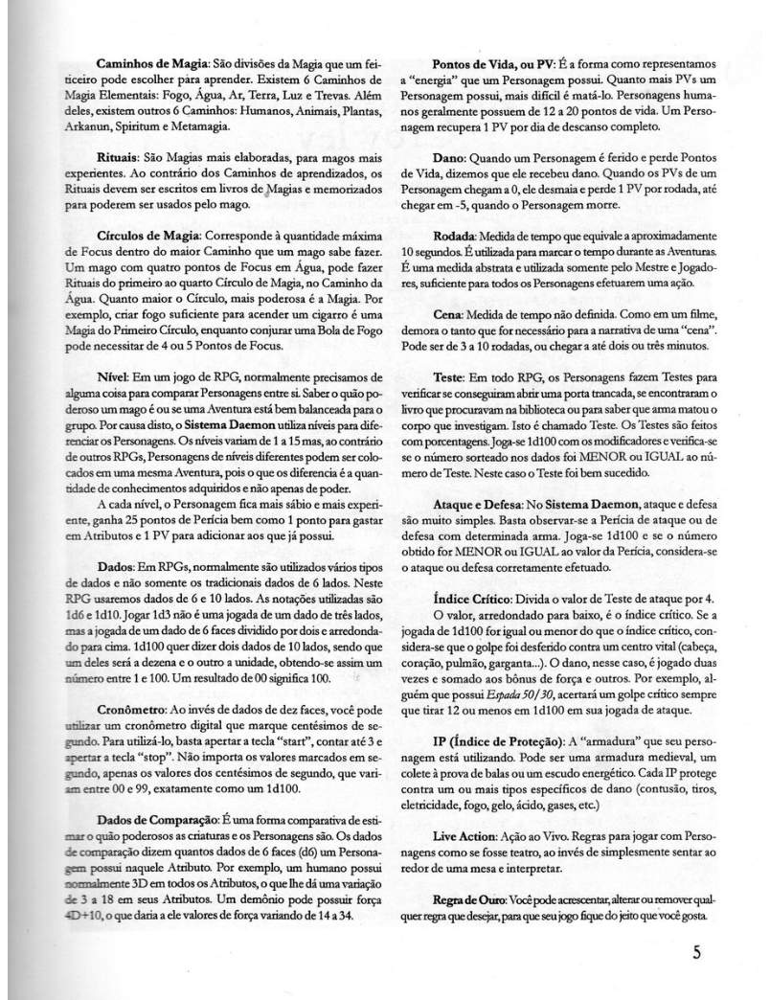 Caminhos de Magia: São divisões da Magia que um fei-
ticeiro pode escolher para aprender. Existem 6 Caminhos de
Magia Elementais: Fogo, Água, Ar, Terra, Luz e Trevas. Além
deles, existem outros 6 Caminhos: Humanos, Animais, Plantas,
Arkanun, Spiritum e Metamagia.
Rituais: São Magias mais elaboradas, para magos mais
experientes. Ao contrário dos Caminhos de aprendizados, os
Rituais devem ser escritos em livros de Magias e memorizados
para poderem ser usados pelo mago.
Círculos de Magia: Corresponde à quantidade máxima
de Focus dentro do maior Caminho que um mago sabe fazer.
Um mago com quatro pontos de Focus em Água, pode fazer
Rituais do primeiro ao quarto Círculo de Magia, no Caminho da
Água. Quanto maior o Círculo, mais poderosa é a Magia. Por
exemplo, criar fogo suficiente para acender um cigarro é uma
Magia do Primeiro Círculo, enquanto conjurar uma Bola de Fogo
pode necessitar de 4 ou 5 Pontos de Focus.
Nível: Em um jogo de RPG, normalmente precisamos de
alguma coisa para comparar Personagens entre si. Saber o quão po-
deroso um mago é ou se uma Aventura está bem balanceada para o
grupo. Por causa disto, o Sistema Daemon utiliza níveis para dife-
renciar os Personagens. Os níveis variam de 1 a 15 mas, ao contrário
de outros RPGs, Personagens de níveis diferentes podem ser colo-
cados em uma mesma Aventura, pois o que os diferencia é a quan-
tidade de conhecimentos adquiridos e não apenas de poder.
A cada nível, o Personagem fica mais sábio e mais experi-
ente, ganha 25 pontos de Perícia bem como 1 ponto para gastar
em Atributos e 1 PV para adicionar aos que já possui.
Dados: Em RPGs, normalmente são utilizados vários tipos
de dados e não somente os tradicionais dados de 6 lados. Neste
RPG usaremos dados de 6 e 10 lados. As notações utilizadas são
1d6 e 1d10. Jogar 1d3 não é uma jogada de um dado de três lados,
mas a jogada de um dado de 6 faces dividido por dois e arredonda-
do para cima. 1d100 quer dizer dois dados de 10 lados, sendo que
um deles será a dezena e o outro a unidade, obtendo-se assim um
número entre 1 e 100. Um resultado de 00 significa 100.
Cronômetro: Ao invés de dados de dez faces, você pode
utilizar um cronômetro digital que marque centésimos de se-
gundo. Para utilizá-lo, basta apertar a tecla “start”, contar até 3 e
apertar a tecla “stop”. Não importa os valores marcados em se-
gundo, apenas os valores dos centésimos de segundo, que vari-
am entre 00 e 99, exatamente como um 1d100.
Dados de Comparação: É uma forma comparativa de esti-
mar o quão poderosos as criaturas e os Personagens são. Os dados
de comparação dizem quantos dados de 6 faces (d6) um Persona-
gem possui naquele Atributo. Por exemplo, um humano possui
normalmente 3D em todos os Atributos, o que lhe dá uma variação
de 3 a 18 em seus Atributos. Um demônio pode possuir força
4D+10, o que daria a ele valores de força variando de 14 a 34.
Pontos de Vida, ou PV: É a forma como representamos
a “energia” que um Personagem possui. Quanto mais PVs um
Personagem possui, mais difícil é matá-lo. Personagens huma-
nos geralmente possuem de 12 a 20 pontos de vida. Um Perso-
nagem recupera 1 PV por dia de descanso completo.
Dano: Quando um Personagem é ferido e perde Pontos
de Vida, dizemos que ele recebeu dano. Quando os PVs de um
Personagem chegam a 0, ele desmaia e perde 1 PV por rodada, até
chegar em -5, quando o Personagem morre.
Rodada: Medida de tempo que equivale a aproximadamente
10 segundos. É utilizada para marcar o tempo durante as Aventuras.
É uma medida abstrata e utilizada somente pelo Mestre e Jogado-
res, suficiente para todos os Personagens efetuarem uma ação.
Cena: Medida de tempo não definida. Como em um filme,
demora o tanto que for necessário para a narrativa de uma “cena”.
Pode ser de 3 a 10 rodadas, ou chegar a até dois ou três minutos.
Teste: Em todo RPG, os Personagens fazem Testes para
verificar se conseguiram abrir uma porta trancada, se encontraram o
livro que procuravam na biblioteca ou para saber que arma matou o
corpo que investigam. Isto é chamado Teste. Os Testes são feitos
com porcentagens. Joga-se 1d100 com os modificadores e verifica-se
se o número sorteado nos dados foi MENOR ou IGUAL ao nú-
mero de Teste. Neste caso o Teste foi bem sucedido.
Ataque e Defesa: No Sistema Daemon, ataque e defesa
são muito simples. Basta observar-se a Perícia de ataque ou de
defesa com determinada arma. Joga-se 1d100 e se o número
obtido for MENOR ou IGUAL ao valor da Perícia, considera-se
o ataque ou defesa corretamente efetuado.
Índice Crítico: Divida o valor de Teste de ataque por 4.
O valor, arredondado para baixo, é o índice crítico. Se a
jogada de 1d100 for igual ou menor do que o índice crítico, con-
sidera-se que o golpe foi desferido contra um centro vital (cabeça,
coração, pulmão, garganta...). O dano, nesse caso, é jogado duas
vezes e somado aos bônus de força e outros. Por exemplo, al-
guém que possui Espada 50/30, acertará um golpe crítico sempre
que tirar 12 ou menos em 1d100 em sua jogada de ataque.
IP (Índice de Proteção): A “armadura” que seu perso-
nagem está utilizando. Pode ser uma armadura medieval, um
colete à prova de balas ou um escudo energético. Cada IP protege
contra um ou mais tipos específicos de dano (contusão, tiros,
eletricidade, fogo, gelo, ácido, gases, etc.)
Live Action: Ação ao Vivo. Regras para jogar com Perso-
nagens como se fosse teatro, ao invés de simplesmente sentar ao
redor de uma mesa e interpretar.
Regra de Ouro: Você pode acrescentar, alterar ou remover qual-
quer regra que desejar, para que seu jogo fique do jeito que você gosta.
5